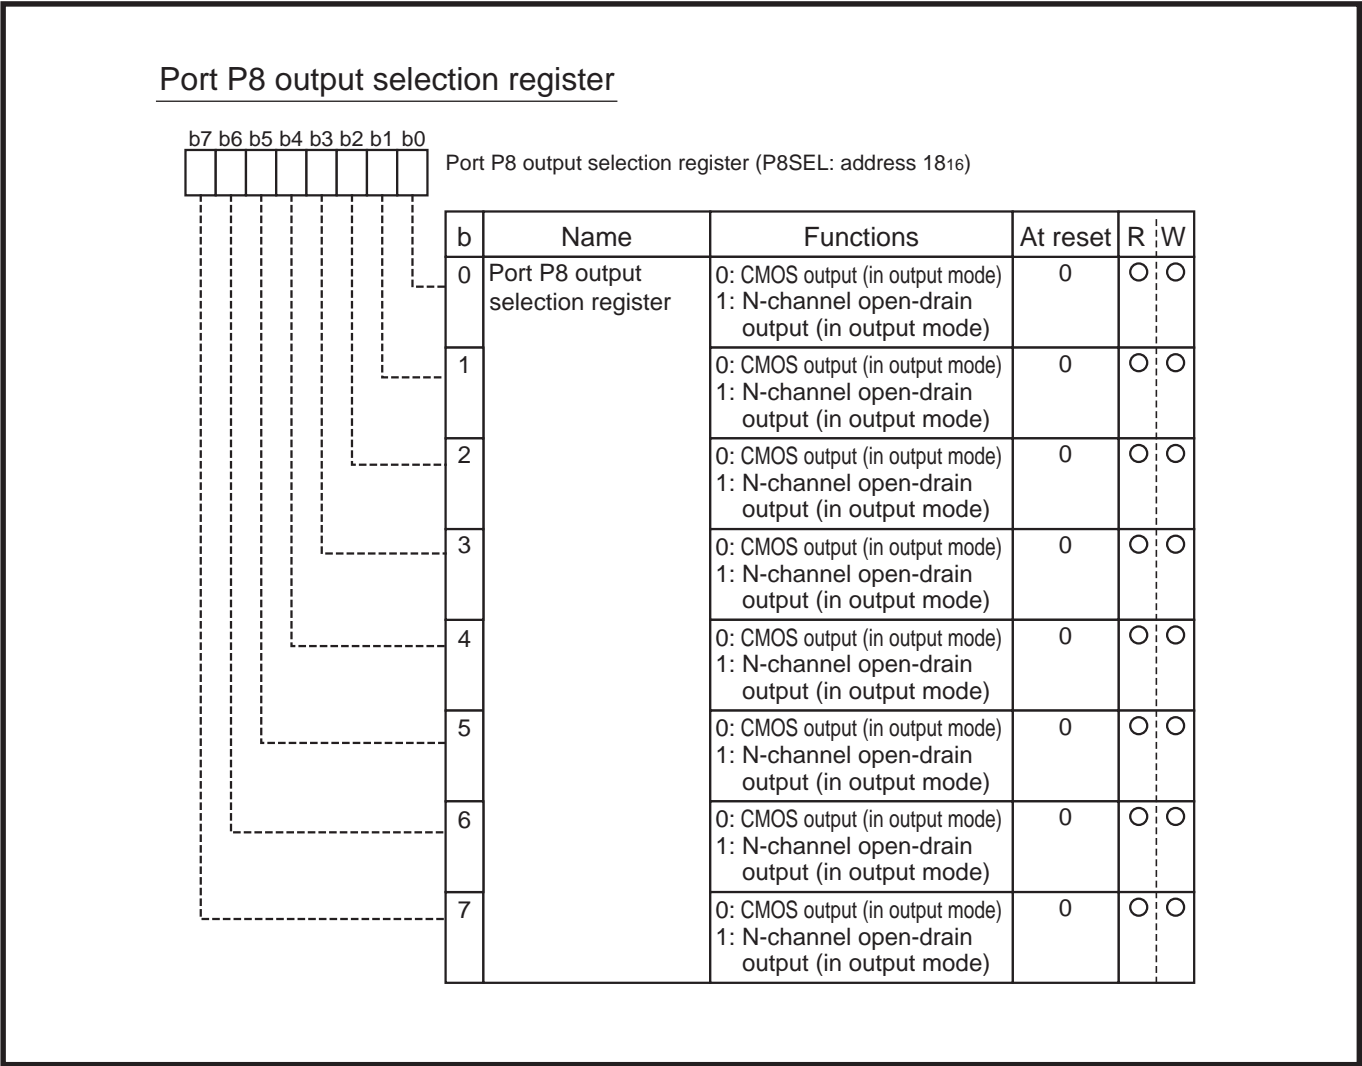 Port P8 output selection register
b7 b6 b5 b4 b3 b2 b1 b0
Port P8 output selection register (P8SEL: address 1816)
b Name Functions At reset R W
0 Port P8 output 0: CMOS output (in output mode) 0 ○ ○
selection register 1: N-channel open-drain
output (in output mode)
1 0: CMOS output (in output mode) 0 ○ ○
1: N-channel open-drain
output (in output mode)
2 0: CMOS output (in output mode) 0 ○ ○
1: N-channel open-drain
output (in output mode)
3 0: CMOS output (in output mode) 0 ○ ○
1: N-channel open-drain
output (in output mode)
4 0: CMOS output (in output mode) 0 ○ ○
1: N-channel open-drain
output (in output mode)
5 0: CMOS output (in output mode) 0 ○ ○
1: N-channel open-drain
output (in output mode)
6 0: CMOS output (in output mode) 0 ○ ○
1: N-channel open-drain
output (in output mode)
7 0: CMOS output (in output mode) 0 ○ ○
1: N-channel open-drain
output (in output mode)